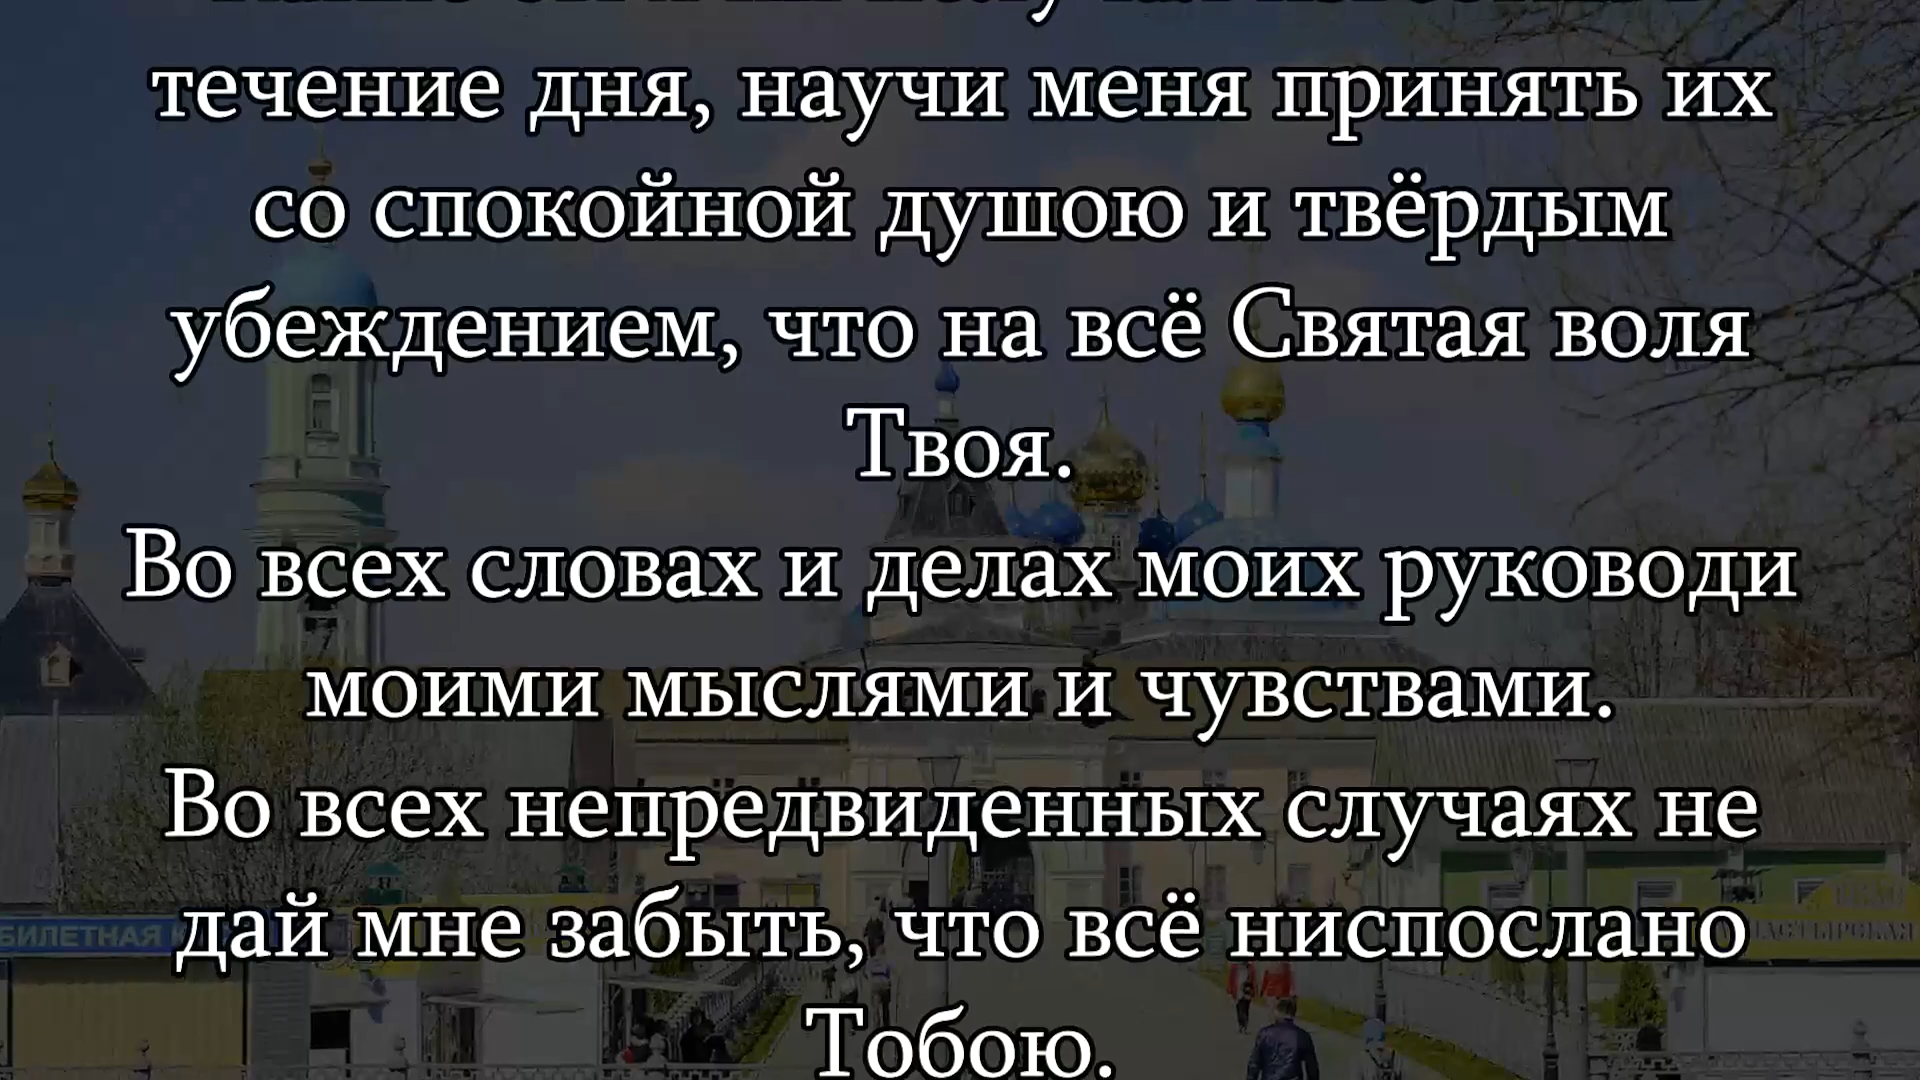 течение дня, научи меня принять их
со спокойной душою и твёрдым
убеждением, что на всё Святая воля
Твоя.
Во всех словах и делах моих руководи
моими мыслями и чувствами.
Во всех непредвиденных случаях не
дай мне забыть, что всё ниспослано
Тобою.
БИЛЕТНАЯ